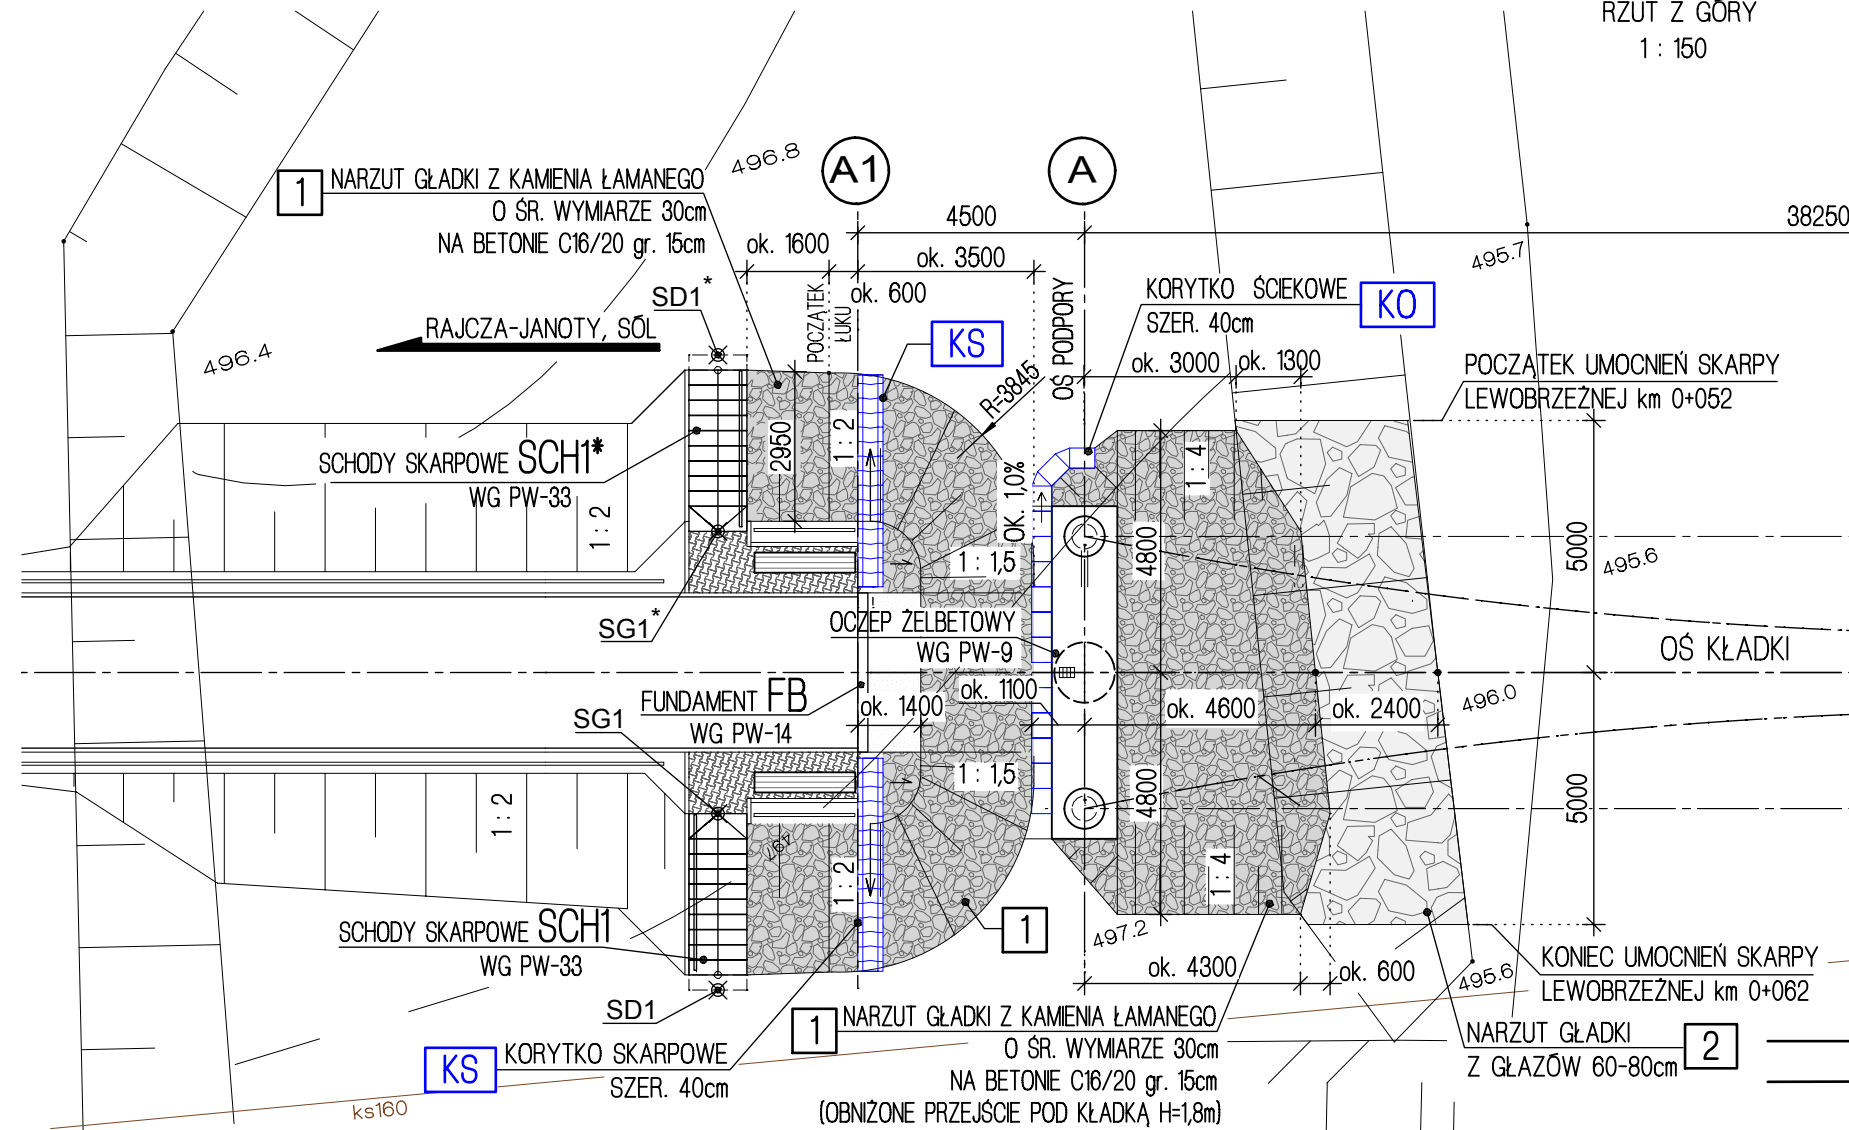 RZUT Z GÓRY
1 : 150
496.8
A1
A
1
NARZUT GŁADKI Z KAMIENIA ŁAMANEGO
O ŚR. WYMIARZE 30cm
NA BETONIE C16/20 gr. 15cm
4500
38250
ok. 1600
ok. 3500
ok. 600
495.7
SD1*
POCZĄTEK
ŁUKU
OŚ PODPORY
KORYTKO ŚCIEKOWE
SZER. 40cm
KO
RAJCZA-JANOTY, SÓL
496.4
KS
R=3845
ok. 3000
ok. 1300
POCZĄTEK UMOCNIEŃ SKARPY
LEWOBRZEŻNEJ km 0+052
SCHODY SKARPOWE SCH1*
WG PW-33
2950
1 : 2
1 : 2
OK. 1,0%
1 : 4
4800
5000
495.6
1 : 1,5
SG1*
OCZEP ŻELBETOWY
WG PW-9
OŚ KŁADKI
FUNDAMENT FB
WG PW-14
ok. 1100
ok. 1400
ok. 4600
ok. 2400
496.0
SG1
1 : 1,5
1 : 2
4800
5000
497
1 : 2
1 : 4
SCHODY SKARPOWE SCH1
WG PW-33
1
497.2
ok. 4300
ok. 600
495.6
KONIEC UMOCNIEŃ SKARPY
LEWOBRZEŻNEJ km 0+062
SD1
KS
KORYTKO SKARPOWE
SZER. 40cm
1
NARZUT GŁADKI Z KAMIENIA ŁAMANEGO
O ŚR. WYMIARZE 30cm
NA BETONIE C16/20 gr. 15cm
(OBNIŻONE PRZEJŚCIE POD KŁADKĄ H=1,8m)
NARZUT GŁADKI
Z GŁAZÓW 60-80cm
2
ks160